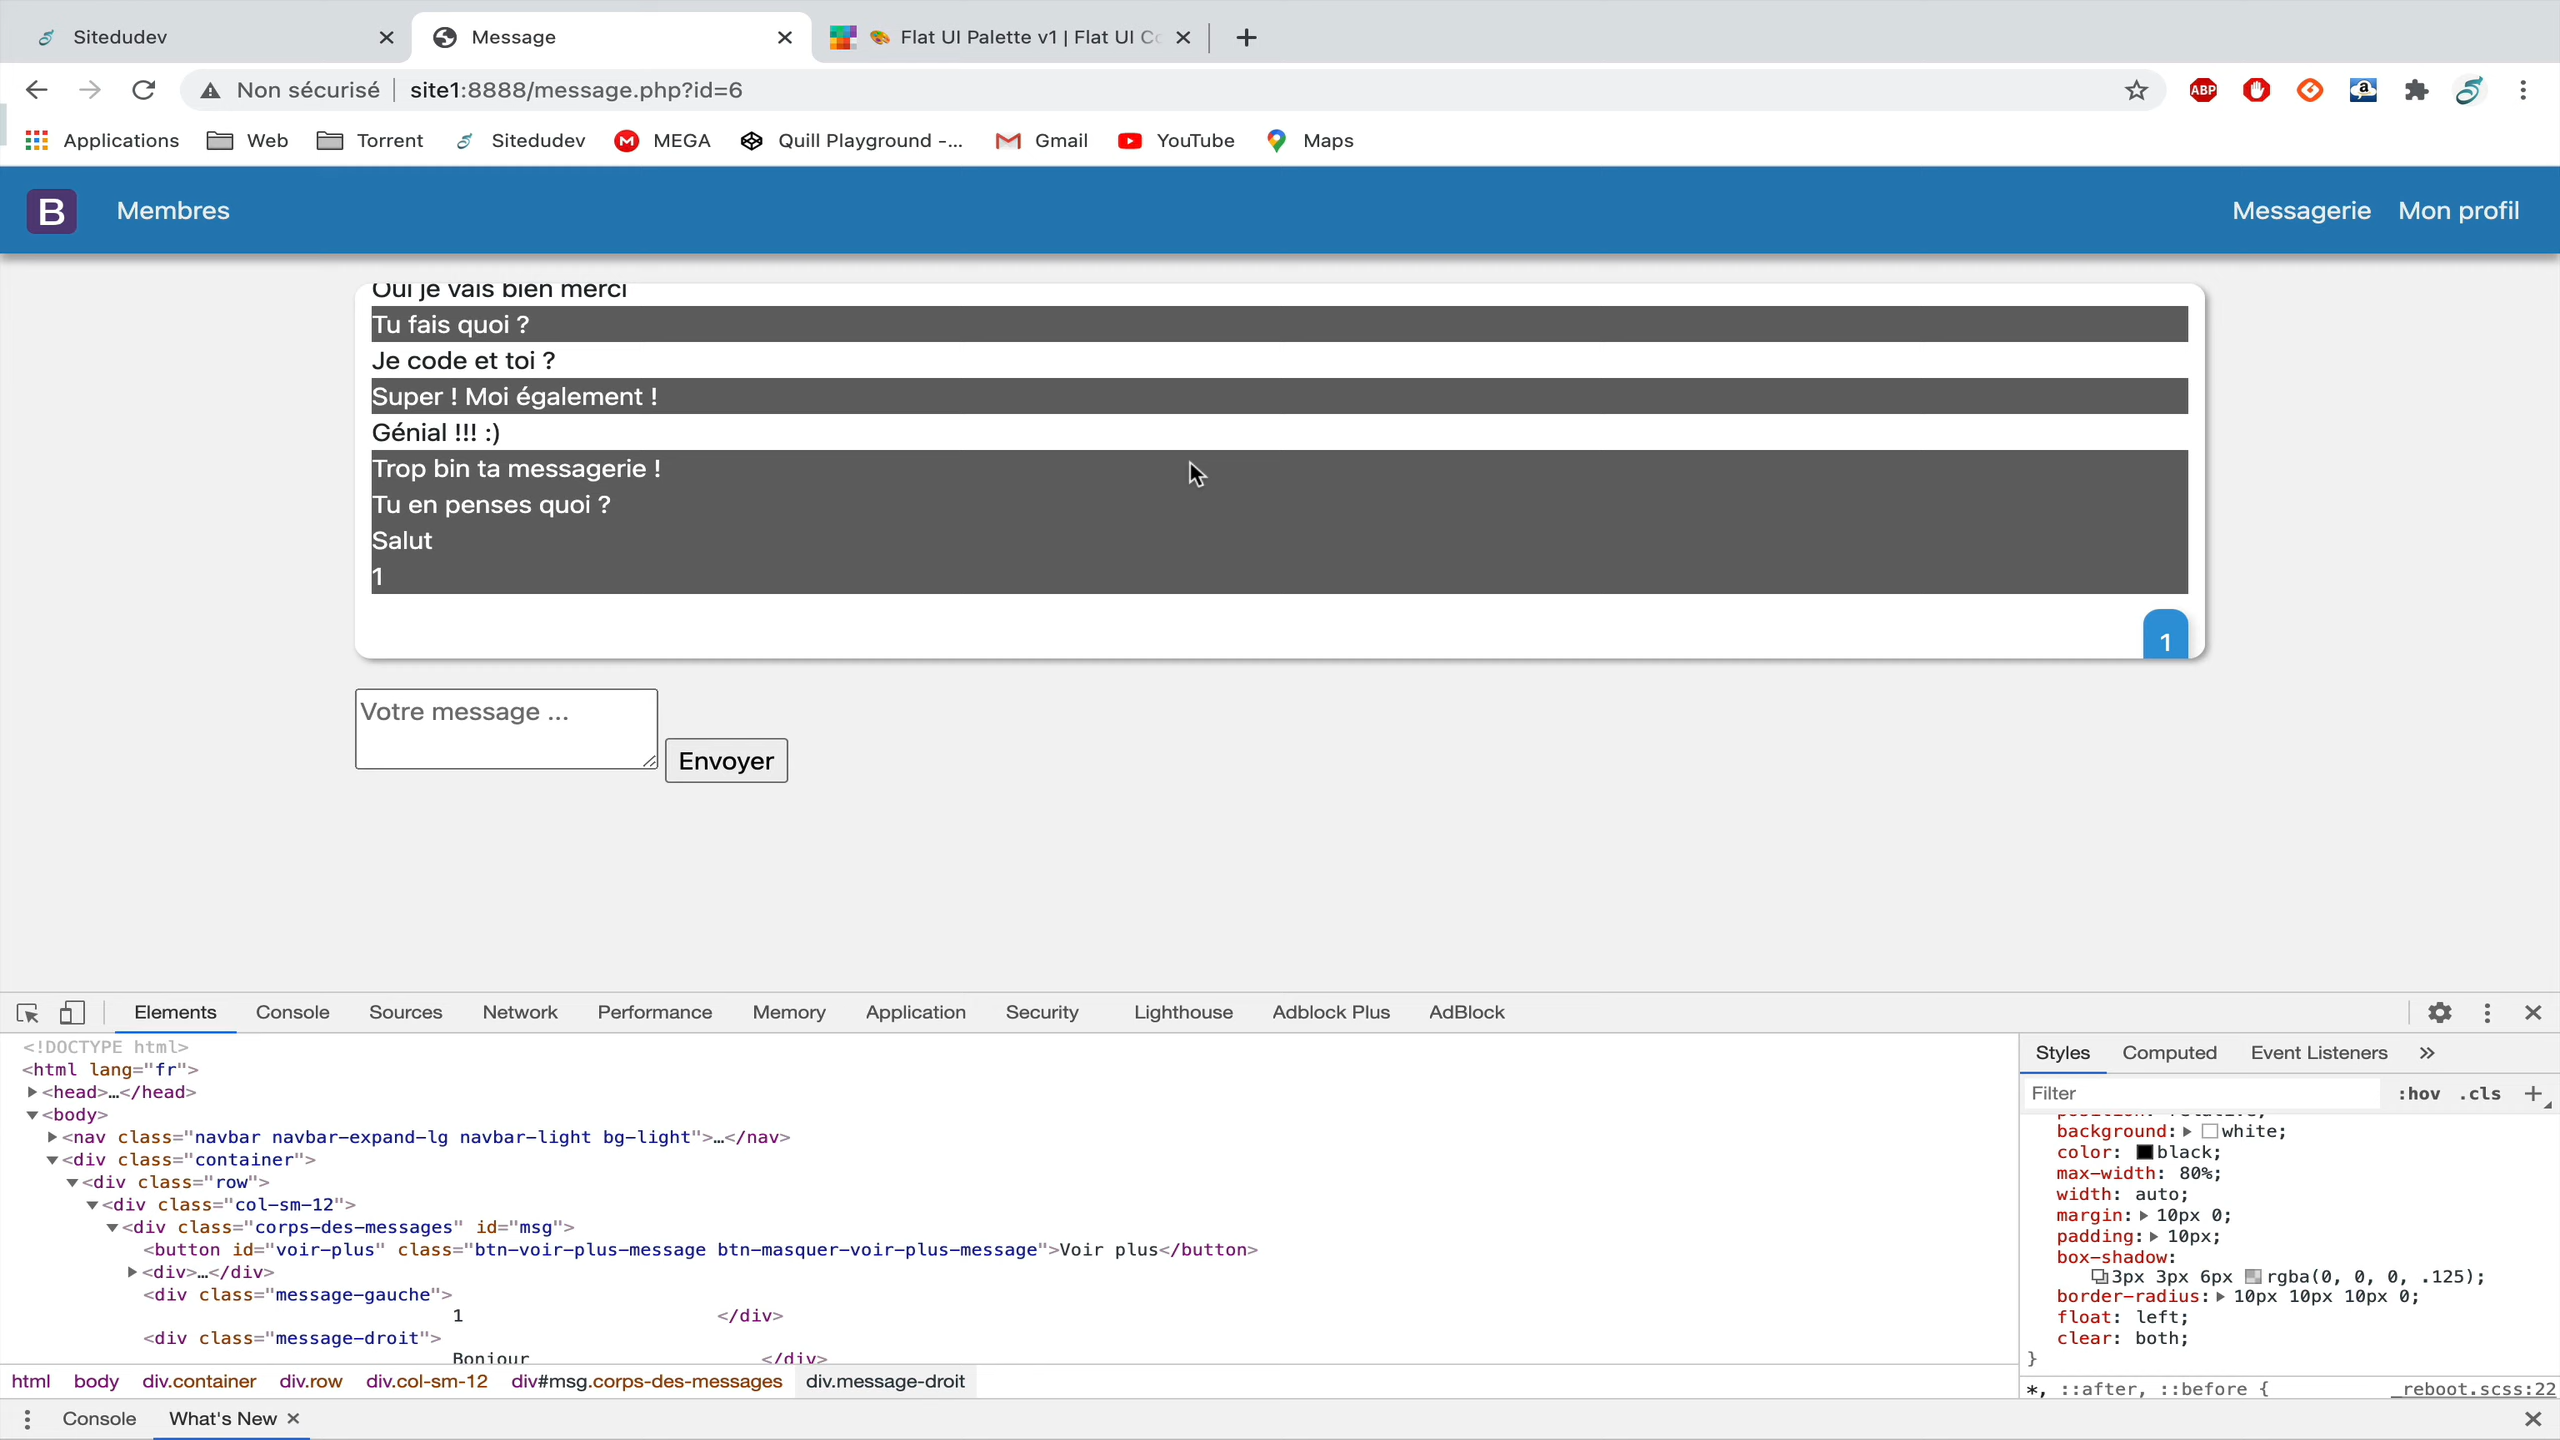 Sitedudev
Message
Flat UI Palette v1 | Flat UI Co
Non sécurisé
site1:8888/message.php?id=6
ABP
a
Applications
Web
Torrent
Sitedudev
M
MEGA
Quill Playground -...
Gmail
YouTube
Maps
B
Membres
Messagerie
Mon profil
Oui je vais bien merci
Tu fais quoi ?
Je code et toi ?
Super ! Moi également !
Génial !!! :)
Trop bin ta messagerie !
Tu en penses quoi ?
Salut
1
1
Votre message ...
Envoyer
Elements Console Sources Network Performance Memory Application Security Lighthouse Adblock Plus AdBlock
<!DOCTYPE html>
<html lang="fr">
<head>…</head>
<body>
<nav class="navbar navbar-expand-lg navbar-light bg-light">…</nav>
<div class="container">
<div class="row">
<div class="col-sm-12">
<div class="corps-des-messages" id="msg">
<button id="voir-plus" class="btn-voir-plus-message btn-masquer-voir-plus-message">Voir plus</button>
<div>…</div>
<div class="message-gauche">
1 </div>
<div class="message-droit">
Bonjour </div>
html body div.container div.row div.col-sm-12 div#msg.corps-des-messages div.message-droit
Styles Computed Event Listeners »
Filter :hov .cls +
position: relative;
background: white;
color: black;
max-width: 80%;
width: auto;
margin: 10px 0;
padding: 10px;
box-shadow:
3px 3px 6px rgba(0, 0, 0, .125);
border-radius: 10px 10px 10px 0;
float: left;
clear: both;
}
*, ::after, ::before { _reboot.scss:22
Console What's New